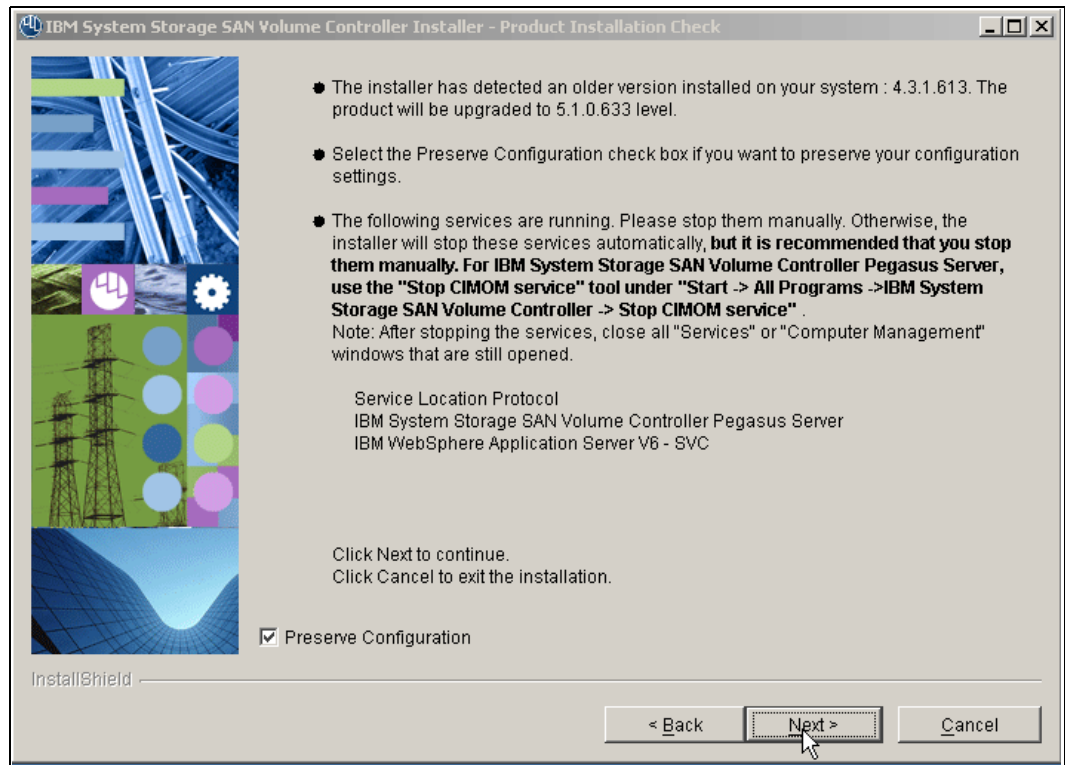 IBM System Storage SAN Volume Controller Installer - Product Installation Check
The installer has detected an older version installed on your system : 4.3.1.613. The
product will be upgraded to 5.1.0.633 level.
Select the Preserve Configuration check box if you want to preserve your configuration
settings.
The following services are running. Please stop them manually. Otherwise, the
installer will stop these services automatically, but it is recommended that you stop
them manually. For IBM System Storage SAN Volume Controller Pegasus Server,
use the "Stop CIMOM service" tool under "Start -> All Programs ->IBM System
Storage SAN Volume Controller -> Stop CIMOM service" .
Note: After stopping the services, close all "Services" or "Computer Management"
windows that are still opened.
Service Location Protocol
IBM System Storage SAN Volume Controller Pegasus Server
IBM WebSphere Application Server V6 - SVC
Click Next to continue.
Click Cancel to exit the installation.
Preserve Configuration
InstallShield
< Back Next > Cancel